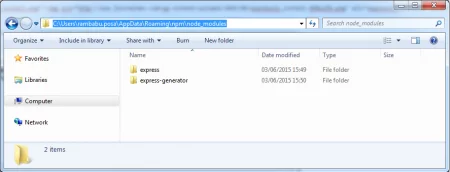 C:\Users\rambabu.posa\AppData\Roaming\npm\node_modules
Search node_modules
Organize Include in library Share with Burn New folder
Favorites
Libraries
Computer
Network
Name Date modified Type Size
express 03/06/2015 15:49 File folder
express-generator 03/06/2015 15:50 File folder
2 items